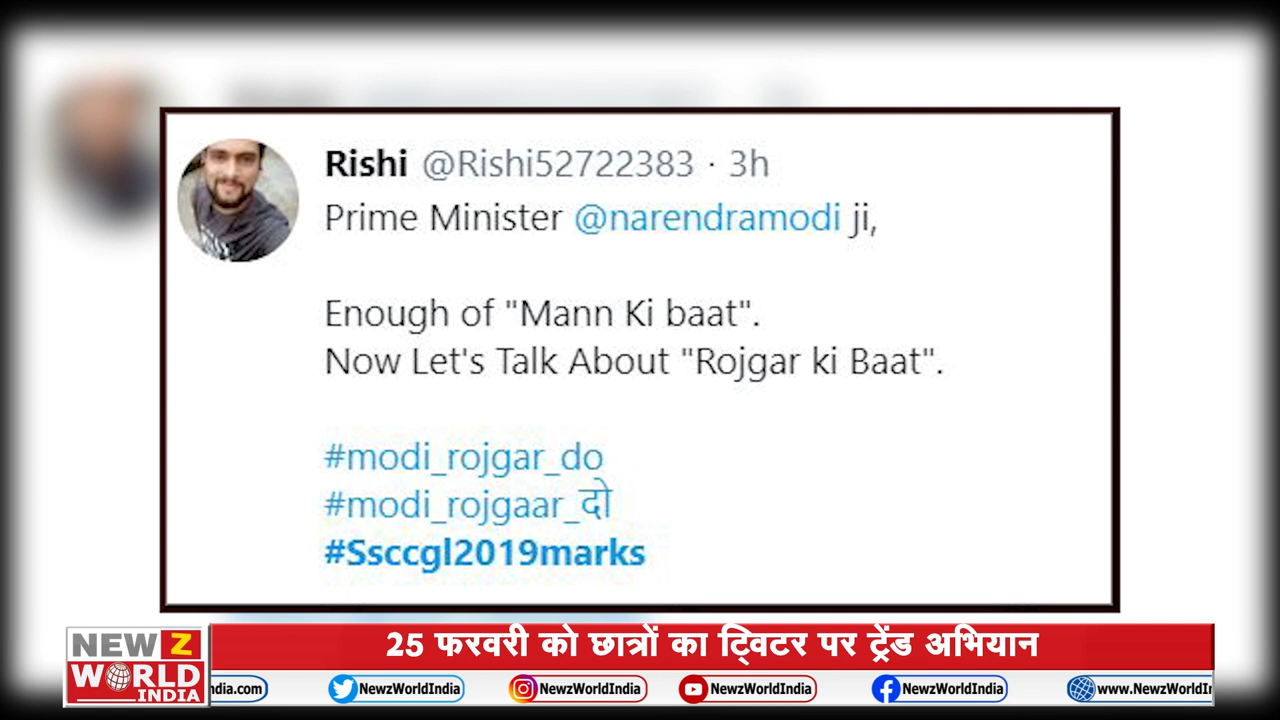 Rishi @Rishi52722383 · 3h
Prime Minister @narendramodi ji,
Enough of "Mann Ki baat".
Now Let's Talk About "Rojgar ki Baat".
#modi_rojgar_do
#modi_rojgaar_दो
#Ssccgl2019marks
NEWZ
WORLD
INDIA
25 फरवरी को छात्रों का ट्विटर पर ट्रेंड अभियान
dia.com NewzWorldIndia NewzWorldIndia NewzWorldIndia NewzWorldIndia www.NewzWorldI